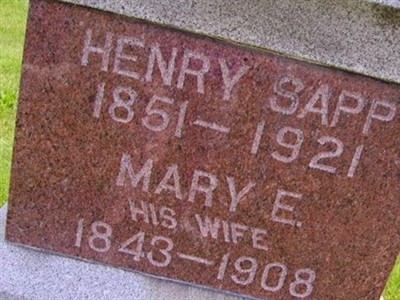 HENRY SAPP
1851-1921
MARY E.
HIS WIFE
1843-1908